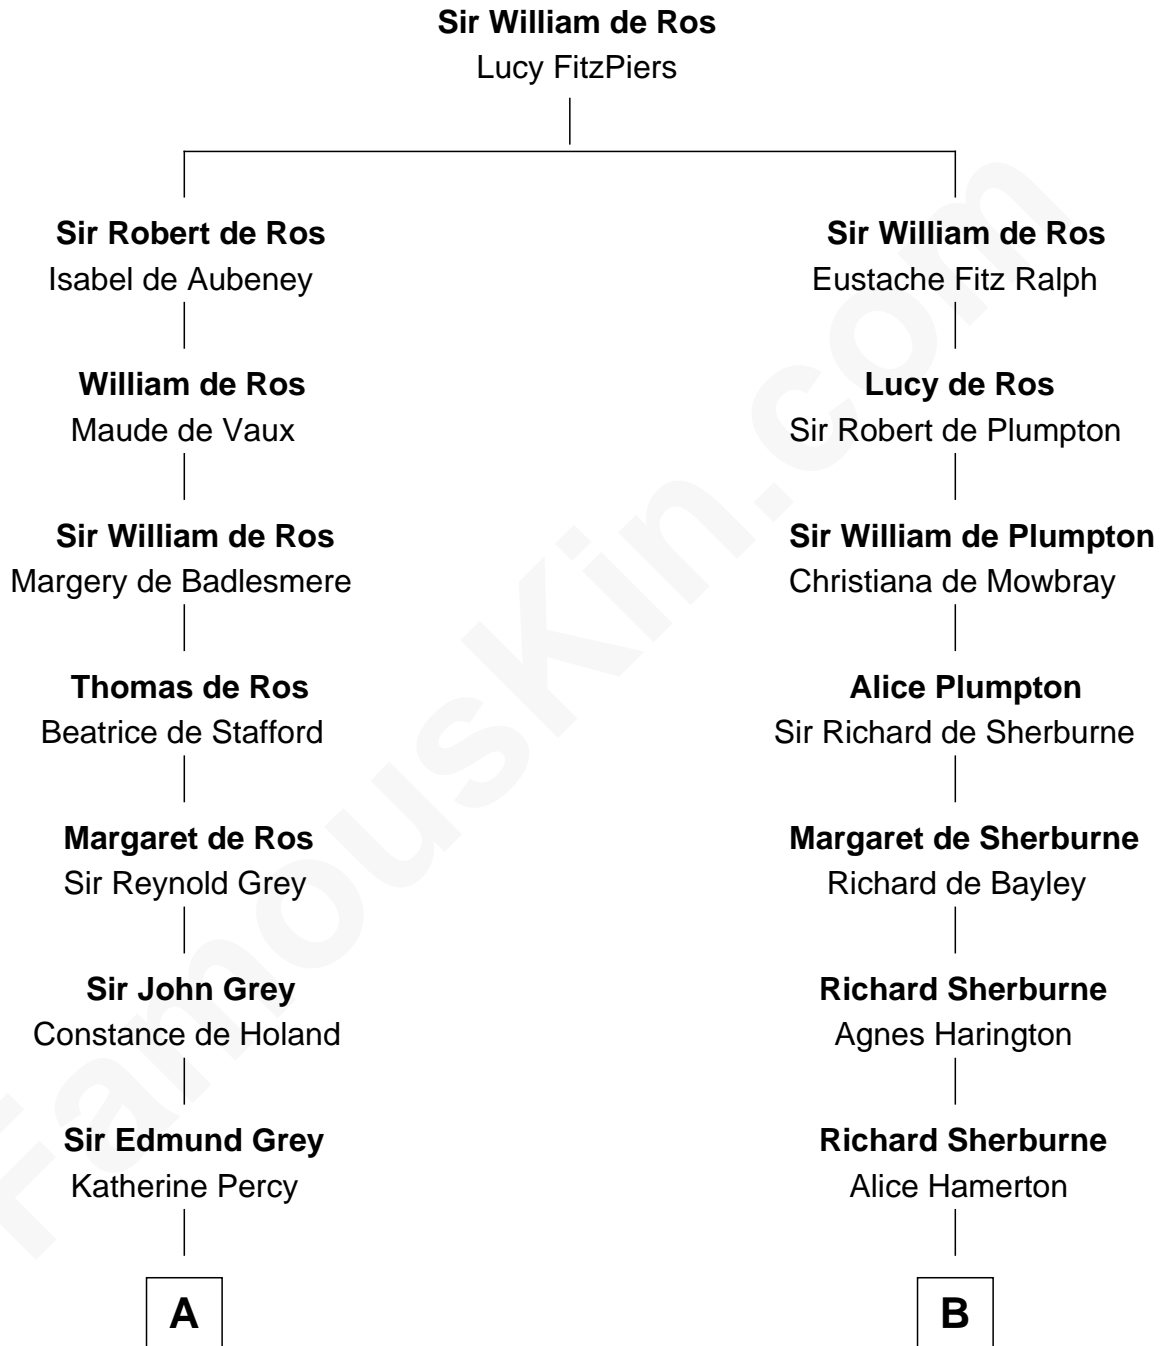 Sir William de Ros
Lucy FitzPiers
Sir Robert de Ros
Isabel de Aubeney
Sir William de Ros
Eustache Fitz Ralph
William de Ros
Maude de Vaux
Lucy de Ros
Sir Robert de Plumpton
Sir William de Ros
Margery de Badlesmere
Sir William de Plumpton
Christiana de Mowbray
Thomas de Ros
Beatrice de Stafford
Alice Plumpton
Sir Richard de Sherburne
Margaret de Ros
Sir Reynold Grey
Margaret de Sherburne
Richard de Bayley
Sir John Grey
Constance de Holand
Richard Sherburne
Agnes Harington
Sir Edmund Grey
Katherine Percy
Richard Sherburne
Alice Hamerton
A
B
FamousKin.com